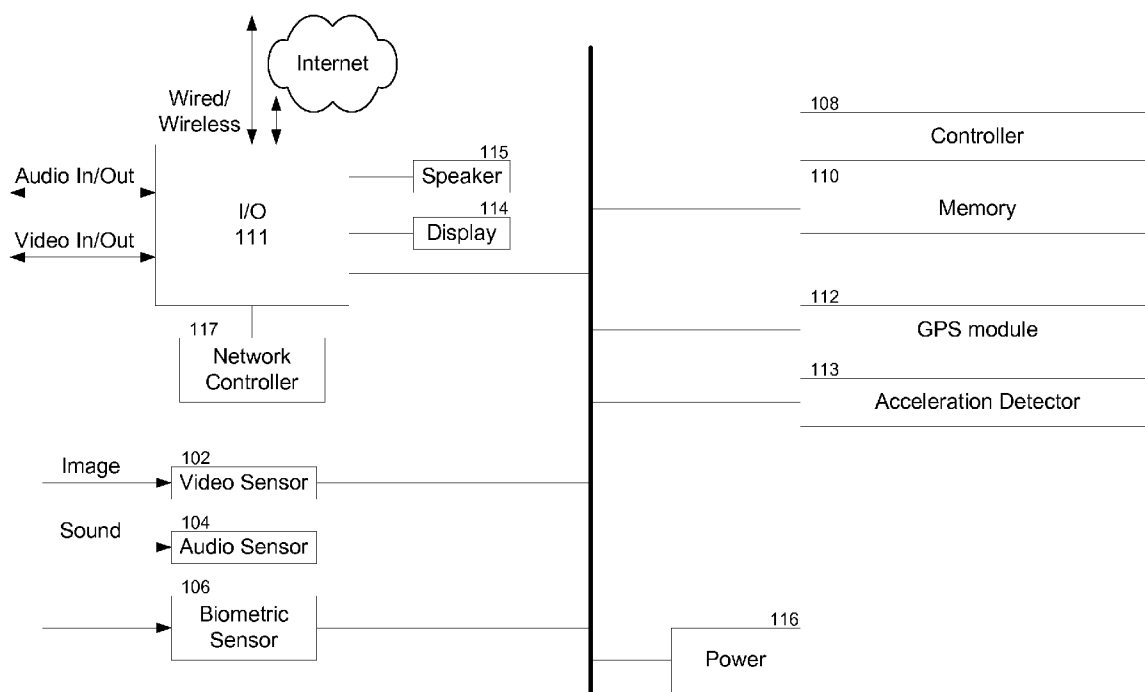 Internet
Wired/
Wireless
108
Controller
115
Speaker
Audio In/Out
110
Memory
I/O
111
114
Display
Video In/Out
112
GPS module
117
Network
Controller
113
Acceleration Detector
Image
102
Video Sensor
Sound
104
Audio Sensor
106
Biometric
Sensor
116
Power